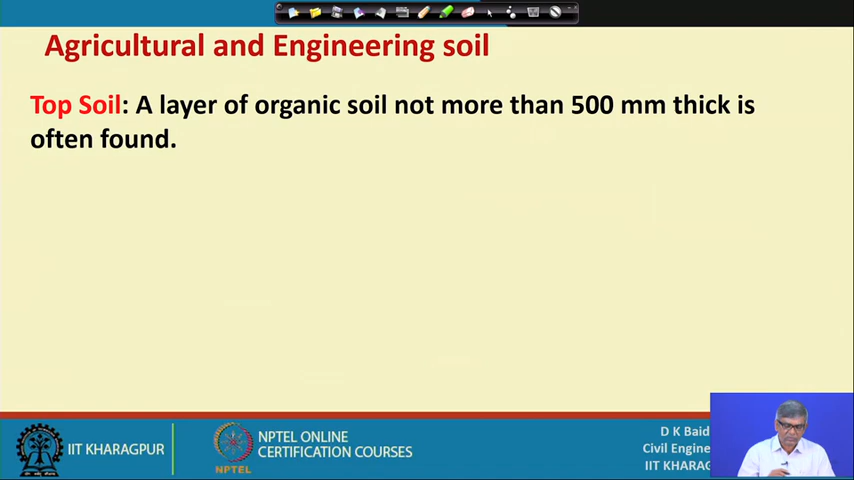 Agricultural and Engineering soil
Top Soil: A layer of organic soil not more than 500 mm thick is
often found.
IIT KHARAGPUR
NPTEL
NPTEL ONLINE
CERTIFICATION COURSES
D K Baid
Civil Engine
IIT KHARAG